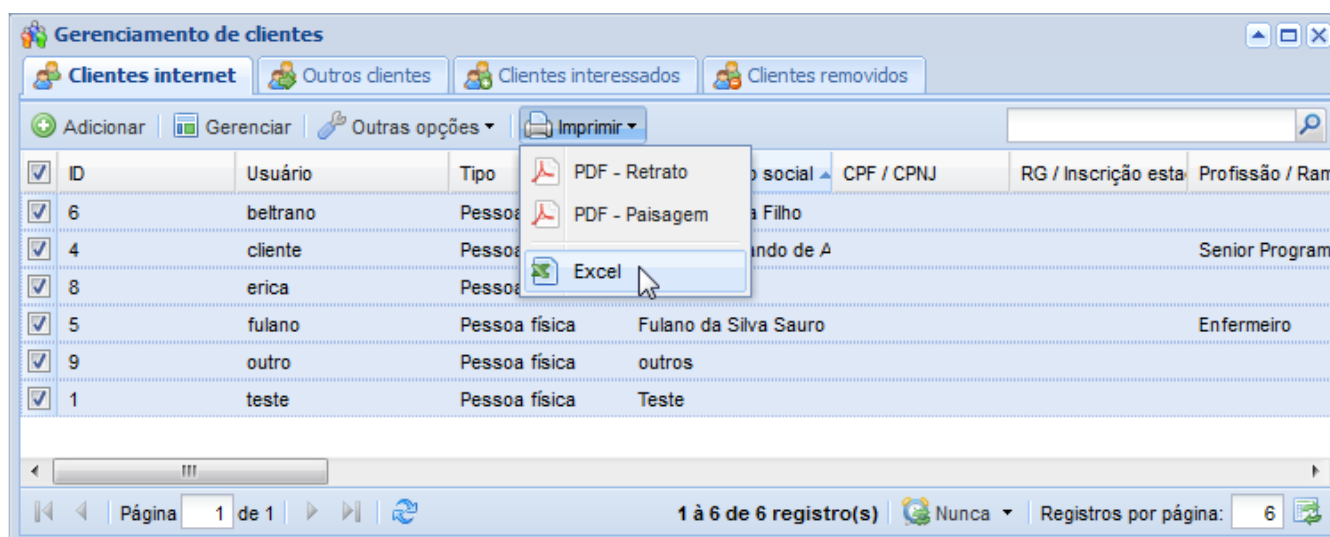 Gerenciamento de clientes
Clientes internet Outros clientes Clientes interessados Clientes removidos
Adicionar Gerenciar Outras opções Imprimir
ID Usuário Tipo PDF - Retrato social CPF / CPNJ RG / Inscrição esta Profissão / Ram
6 beltrano Pessoa PDF - Paisagem a Filho
4 cliente Pessoa ando de A Senior Program
8 erica Pessoa Excel
5 fulano Pessoa física Fulano da Silva Sauro Enfermeiro
9 outro Pessoa física outros
1 teste Pessoa física Teste
Página 1 de 1 1 à 6 de 6 registro(s) Nunca Registros por página: 6